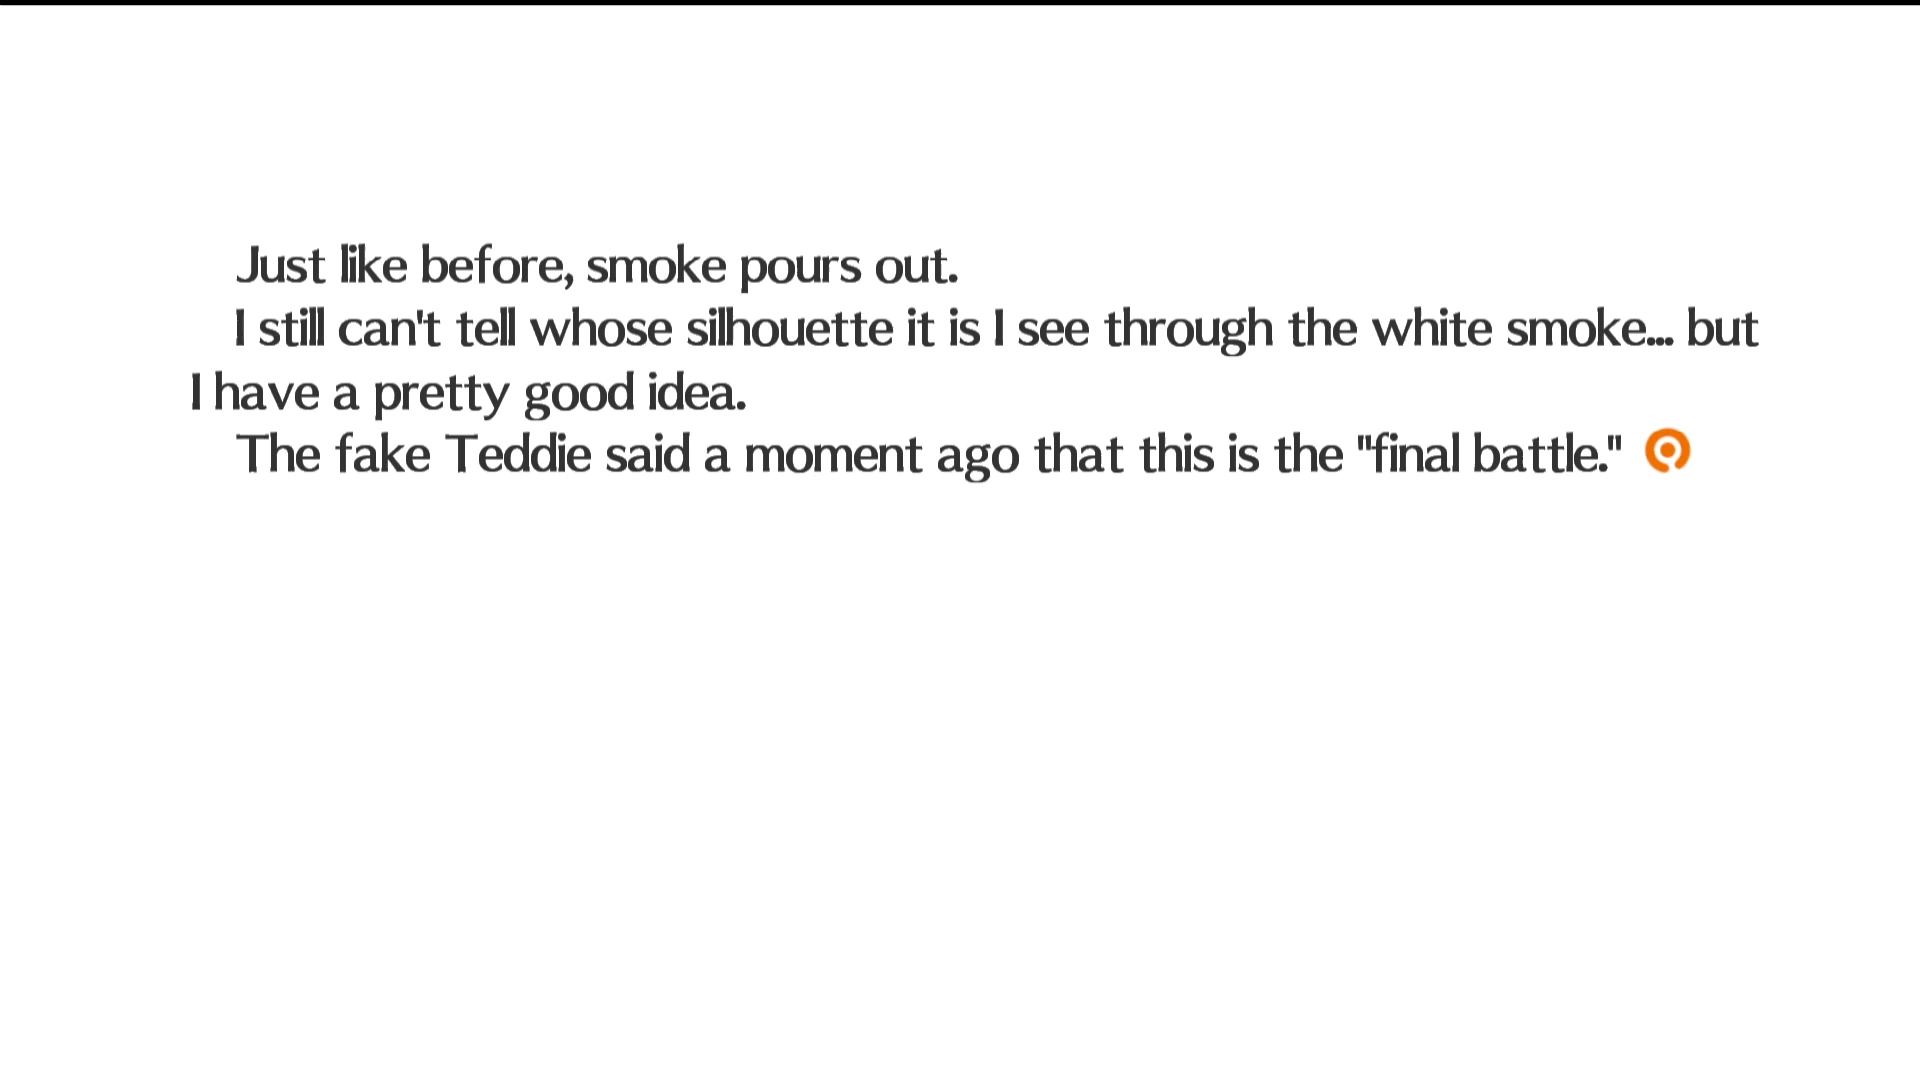 Just like before, smoke pours out.
I still can't tell whose silhouette it is I see through the white smoke... but
I have a pretty good idea.
The fake Teddie said a moment ago that this is the "final battle."